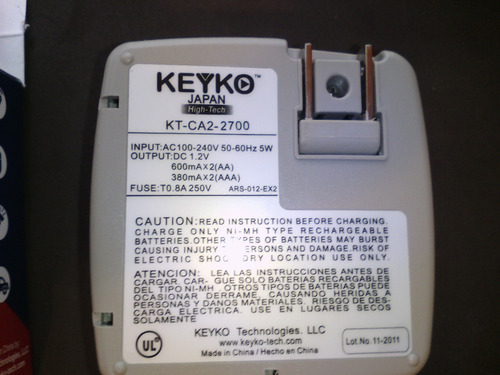 KEYKO™
JAPAN
High-Tech
KT-CA2-2700
INPUT:AC100-240V 50-60Hz 5W
OUTPUT:DC 1.2V
600mAX2(AA)
380mAX2(AAA)
FUSE:T0.8A 250V ARS-012-EX2
CAUTION:READ INSTRUCTION BEFORE CHARGING.
CHARGE ONLY NI-MH TYPE RECHARGEABLE
BATTERIES.OTHER TYPES OF BATTERIES MAY BURST
CAUSING INJURY ERSONS AND DAMAGE.RISK OF
ELECTRIC SHOC RY LOCATION USE ONLY.
ATENCION: LEA LAS INSTRUCCIONES ANTES DE
CARGAR. CAR- GUE SOLO BATERIAS RECARGABLES
DEL TIPO NI-MH . OTROS TIPOS DE BATERIAS PUEDE
OCASIONAR DERRAME, CAUSANDO HERIDAS A
PERSONAS Y DANOS MATERIALES. RIESGO DE DES-
CARGA ELECTRICA. USE EN LUGARES SECOS
SOLAMENTE
UL
KEYKO Technologies. LLC
www.keyko-tech.com
Made in China / Hecho en China
Lot No. 11-2011